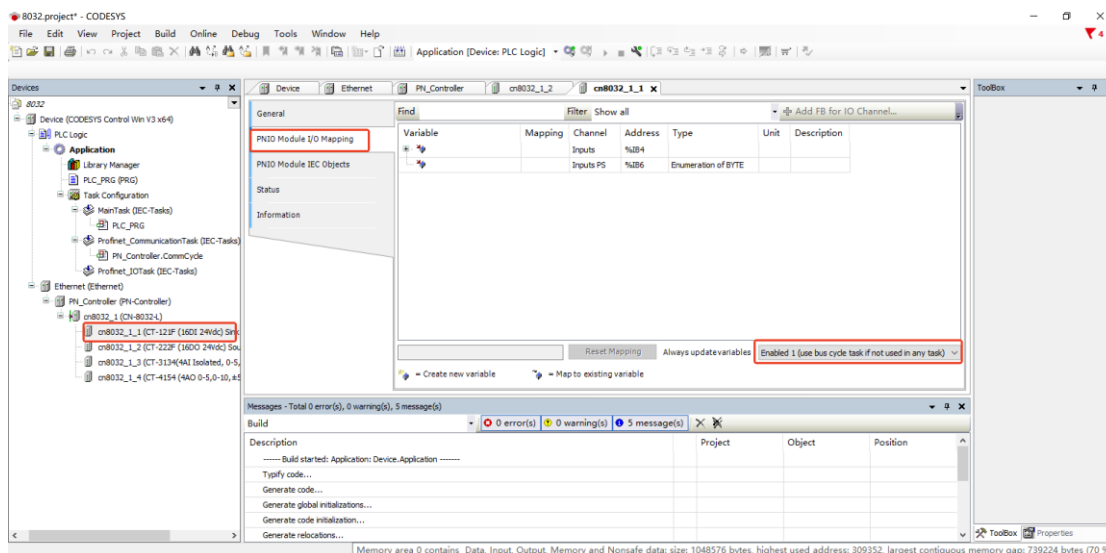 8032.project* - CODESYS
File Edit View Project Build Online Debug Tools Window Help
4
Application [Device: PLC Logic]
Devices
8032
Device (CODESYS Control Win V3 x64)
PLC Logic
Application
Library Manager
PLC_PRG (PRG)
Task Configuration
MainTask (IEC-Tasks)
PLC_PRG
Profinet_CommunicationTask (IEC-Tasks)
PN_Controller.CommCycle
Profinet_IOTask (IEC-Tasks)
Ethernet (Ethernet)
PN_Controller (PN-Controller)
cn8032_1 (CN-8032-L)
cn8032_1_1 (CT-121F (16DI 24Vdc) Sink
cn8032_1_2 (CT-222F (16DO 24Vdc) Sou
cn8032_1_3 (CT-3134(4AI Isolated, 0-5,
cn8032_1_4 (CT-4154 (4AO 0-5,0-10,±5
Device Ethernet PN_Controller cn8032_1_2 cn8032_1_1
General
PNIO Module I/O Mapping
PNIO Module IEC Objects
Status
Information
Find Filter Show all Add FB for IO Channel...
Variable Mapping Channel Address Type Unit Description
Inputs %IB4
Inputs PS %IB6 Enumeration of BYTE
Reset Mapping Always update variables Enabled 1 (use bus cycle task if not used in any task)
= Create new variable = Map to existing variable
Messages - Total 0 error(s), 0 warning(s), 5 message(s)
Build 0 error(s) 0 warning(s) 5 message(s)
Description Project Object Position
------ Build started: Application: Device.Application -------
Typify code...
Generate code...
Generate global initializations...
Generate code initialization...
Generate relocations...
ToolBox
ToolBox Properties
Memory area 0 contains Data, Input, Output, Memory and Nonsafe data: size: 1048576 bytes, highest used address: 309352, largest contiguous memory gap: 739224 bytes (70 %